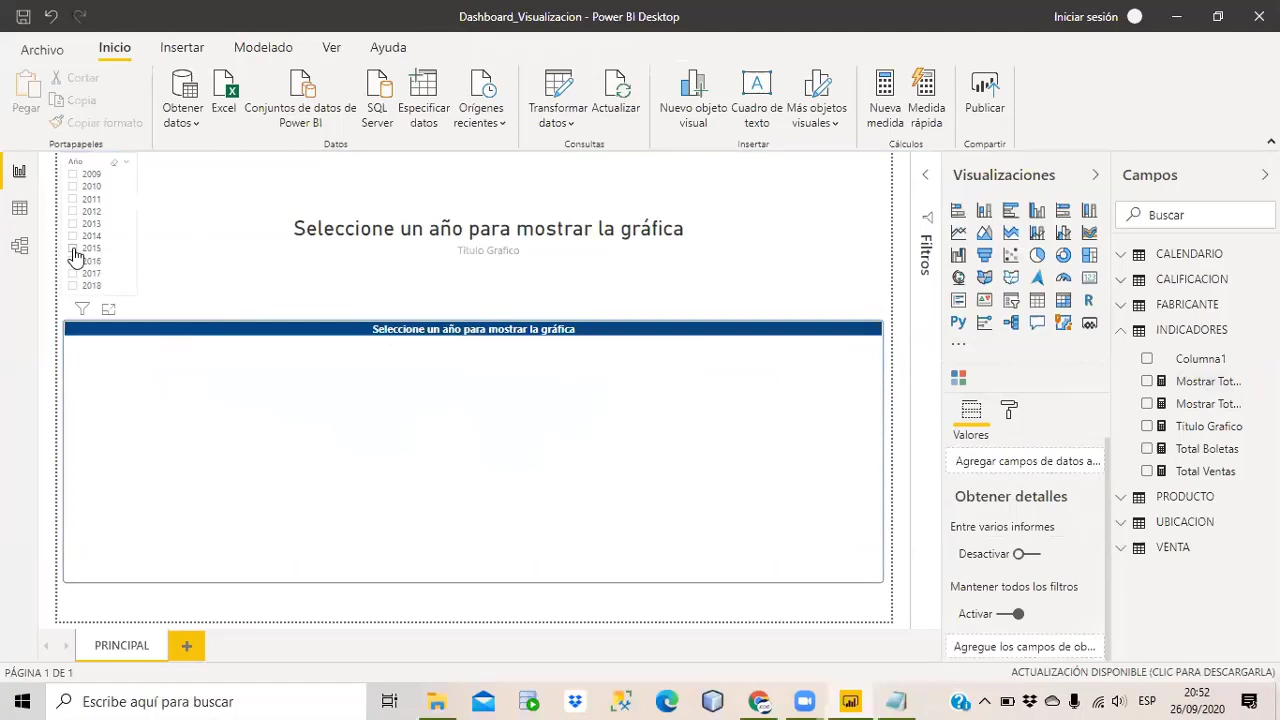 Dashboard_Visualizacion - Power BI Desktop
Iniciar sesión
Archivo
Inicio
Insertar
Modelado
Ver
Ayuda
Pegar
Cortar
Copia
Copiar formato
Portapapeles
Obtener datos
Excel
Conjuntos de datos de Power BI
SQL Server
Especificar datos
Orígenes recientes
Datos
Transformar datos
Actualizar
Consultas
Nuevo objeto visual
Cuadro de texto
Más objetos visuales
Insertar
Nueva medida
Medida rápida
Cálculos
Publicar
Compartir
Año
2009
2010
2011
2012
2013
2014
2015
2016
2017
2018
Seleccione un año para mostrar la gráfica
Título Grafico
Seleccione un año para mostrar la gráfica
Filtros
Visualizaciones
R
Py
123
...
Valores
Agregar campos de datos a...
Obtener detalles
Entre varios informes
Desactivar
Mantener todos los filtros
Activar
Agregue los campos de ob...
Campos
Buscar
CALENDARIO
CALIFICACION
FABRICANTE
INDICADORES
Columna1
Mostrar Tot...
Mostrar Tot...
Título Grafico
Total Boletas
Total Ventas
PRODUCTO
UBICACION
VENTA
PRINCIPAL
PÁGINA 1 DE 1
ACTUALIZACIÓN DISPONIBLE (CLIC PARA DESCARGARLA)
Escribe aquí para buscar
ESP
20:52
26/09/2020